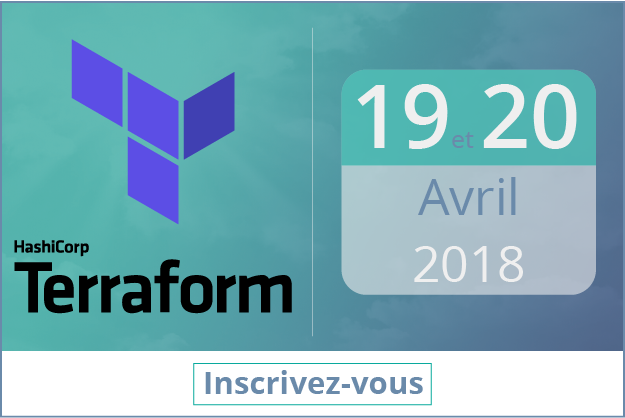 HashiCorp
Terraform
19 et 20
Avril
2018
Inscrivez-vous